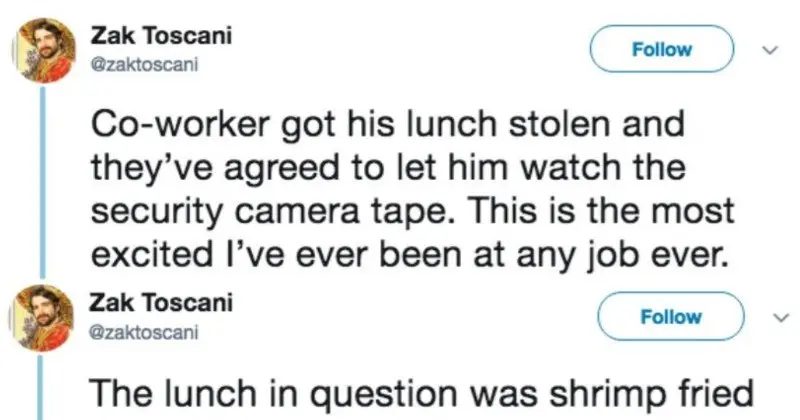 Zak Toscani
Follow
@zaktoscani
Co-worker got his lunch stolen and
they’ve agreed to let him watch the
security camera tape. This is the most
excited I’ve ever been at any job ever.
Zak Toscani
Follow
@zaktoscani
The lunch in question was shrimp fried